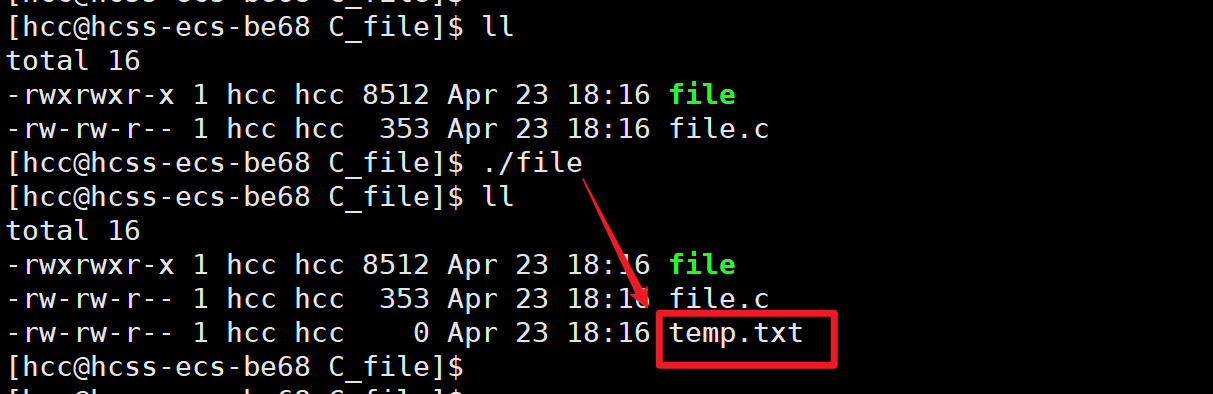 [hcc@hcss-ecs-be68 C_file]$ ll
total 16
-rwxrwxr-x 1 hcc hcc 8512 Apr 23 18:16 file
-rw-rw-r-- 1 hcc hcc  353 Apr 23 18:16 file.c
[hcc@hcss-ecs-be68 C_file]$ ./file
[hcc@hcss-ecs-be68 C_file]$ ll
total 16
-rwxrwxr-x 1 hcc hcc 8512 Apr 23 18:16 file
-rw-rw-r-- 1 hcc hcc  353 Apr 23 18:16 file.c
-rw-rw-r-- 1 hcc hcc    0 Apr 23 18:16 temp.txt
[hcc@hcss-ecs-be68 C_file]$